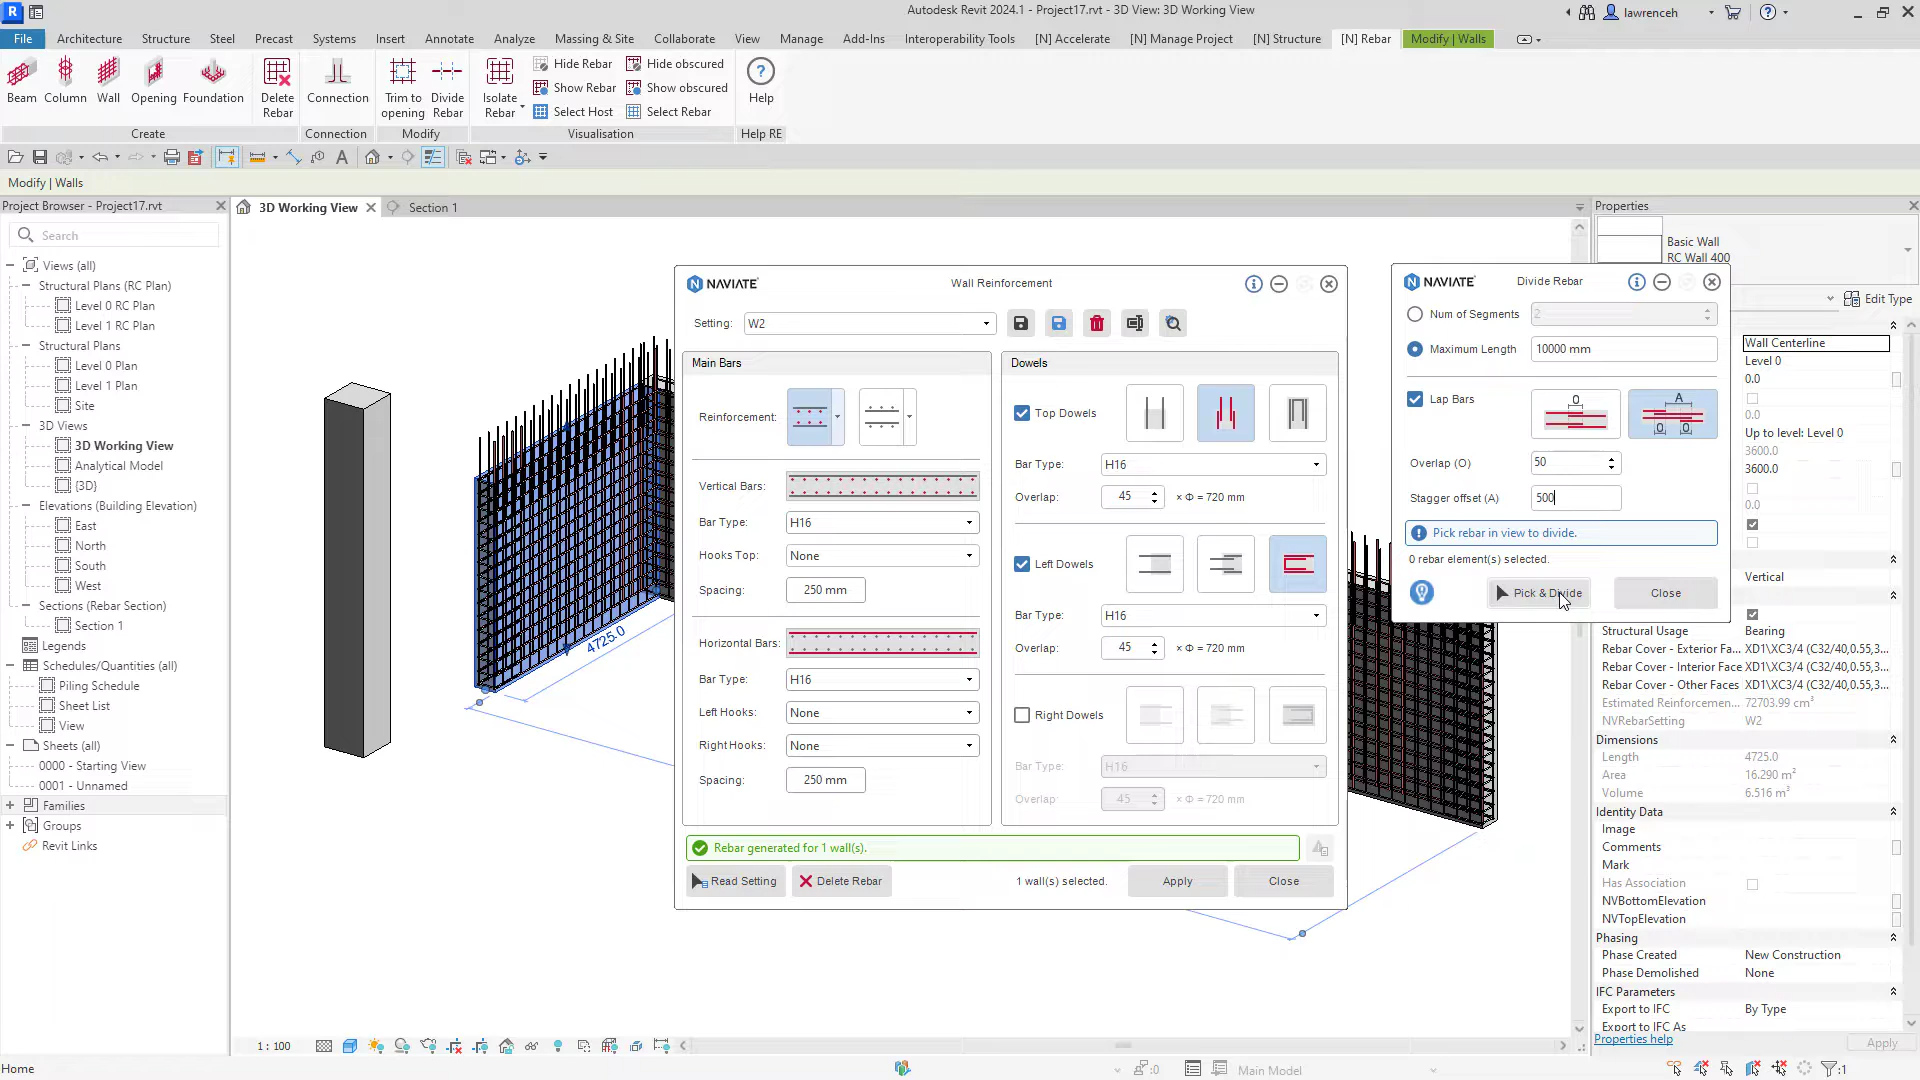 Autodesk Revit 2024.1 - Project17.rvt - 3D View: 3D Working View
lawrenceh
File Architecture Structure Steel Precast Systems Insert Annotate Analyze Massing & Site Collaborate View Manage Add-Ins Interoperability Tools [N] Accelerate [N] Manage Project [N] Structure [N] Rebar Modify | Walls
Beam Column Wall Opening Foundation
Delete Rebar
Connection
Trim to opening
Divide Rebar
Isolate Rebar
Hide Rebar
Show Rebar
Select Host
Hide obscured
Show obscured
Select Rebar
Help
Create Connection Modify Visualisation Help RE
Modify | Walls
Project Browser - Project17.rvt
3D Working View
Section 1
Search
Views (all)
Structural Plans (RC Plan)
Level 0 RC Plan
Level 1 RC Plan
Structural Plans
Level 0 Plan
Level 1 Plan
Site
3D Views
3D Working View
Analytical Model
{3D}
Elevations (Building Elevation)
East
North
South
West
Sections (Rebar Section)
Section 1
Legends
Schedules/Quantities (all)
Piling Schedule
Sheet List
View
Sheets (all)
0000 - Starting View
0001 - Unnamed
Families
Groups
Revit Links
4725.0
NAVIATE Wall Reinforcement
Setting: W2
Main Bars
Reinforcement:
Vertical Bars:
Bar Type: H16
Hooks Top: None
Spacing: 250 mm
Horizontal Bars:
Bar Type: H16
Left Hooks: None
Right Hooks: None
Spacing: 250 mm
Dowels
Top Dowels
Bar Type: H16
Overlap: 45 × Φ = 720 mm
Left Dowels
Bar Type: H16
Overlap: 45 × Φ = 720 mm
Right Dowels
Bar Type: H16
Overlap: 45 × Φ = 720 mm
Rebar generated for 1 wall(s).
Read Setting Delete Rebar 1 wall(s) selected. Apply Close
NAVIATE Divide Rebar
Num of Segments 2
Maximum Length 10000 mm
Lap Bars
O
A
O O
Overlap (O) 50
Stagger offset (A) 500
Pick rebar in view to divide.
0 rebar element(s) selected.
Pick & Divide Close
Properties
Basic Wall
RC Wall 400
Edit Type
Wall Centerline
Level 0
0.0
0.0
Up to level: Level 0
3600.0
3600.0
0.0
Vertical
Structural Usage Bearing
Rebar Cover - Exterior Fa... XD1\XC3/4 (C32/40,0.55,3...
Rebar Cover - Interior Face XD1\XC3/4 (C32/40,0.55,3...
Rebar Cover - Other Faces XD1\XC3/4 (C32/40,0.55,3...
Estimated Reinforcemen... 72703.99 cm³
NVRebarSetting W2
Dimensions
Length 4725.0
Area 16.290 m²
Volume 6.516 m³
Identity Data
Image
Comments
Mark
Has Association
NVBottomElevation
NVTopElevation
Phasing
Phase Created New Construction
Phase Demolished None
IFC Parameters
Export to IFC By Type
Export to IFC As
Properties help
Apply
1 : 100
Home
:0
Main Model
:1